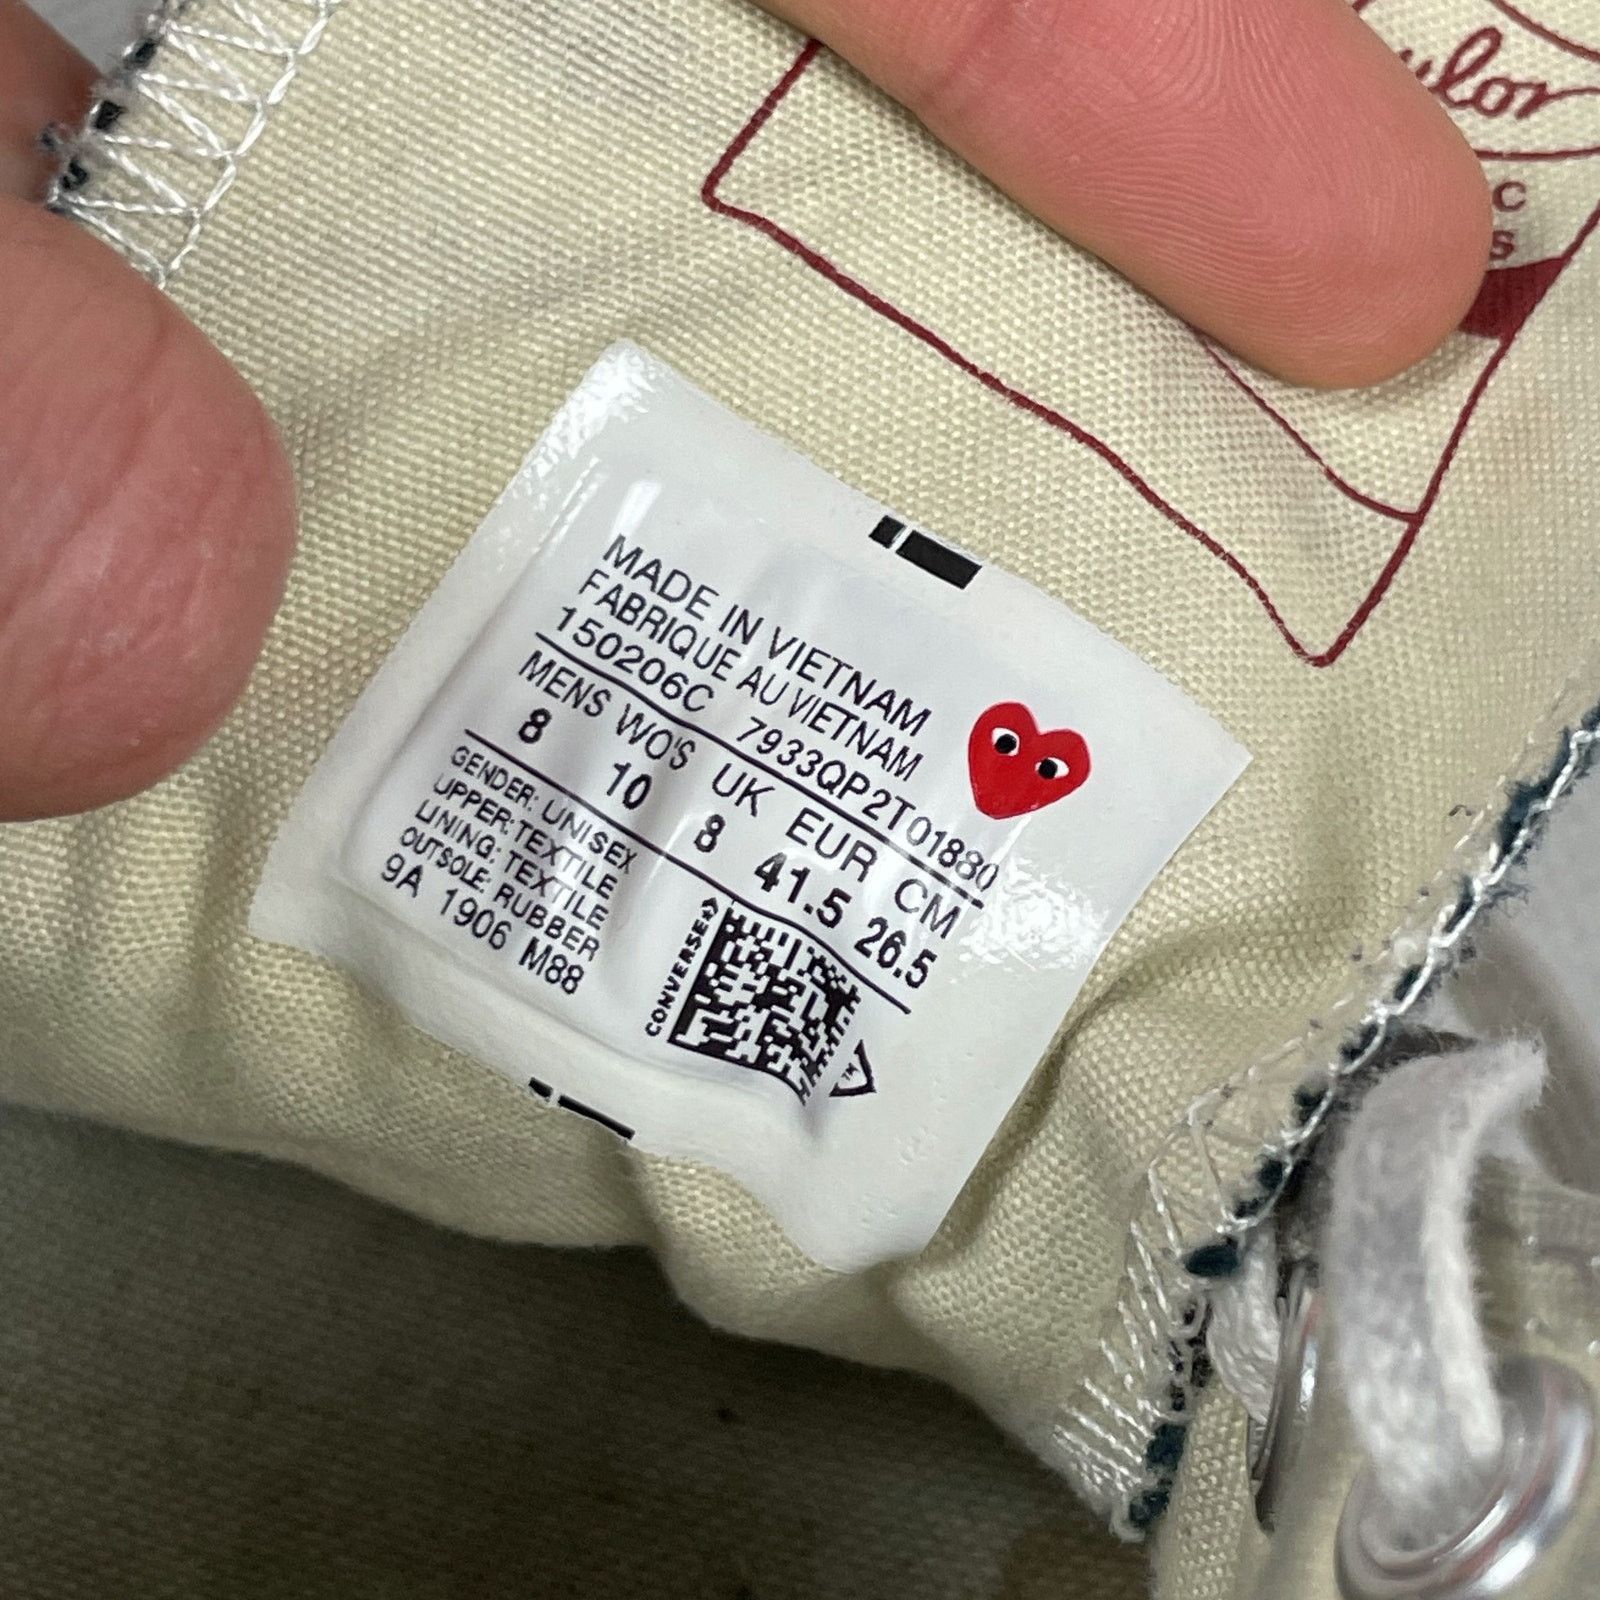 C
S
MADE IN VIETNAM
FABRIQUE AU VIETNAM
150206C 7933QP2T01880
MENS WO'S UK EUR CM
8 10 8 41.5 26.5
GENDER: UNISEX
UPPER: TEXTILE
LINING: TEXTILE
OUTSOLE: RUBBER
9A 1906 M88
CONVERSE
TM